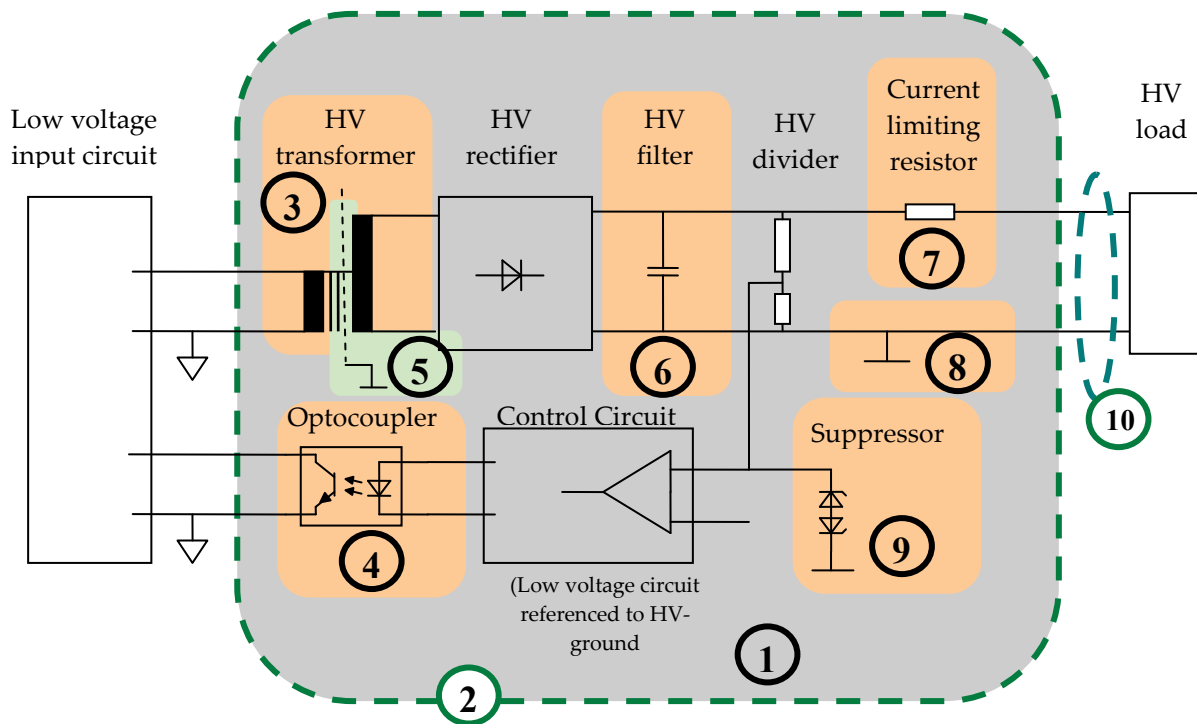 Low voltage
input circuit
HV
transformer
HV
rectifier
HV
filter
HV
divider
Current
limiting
resistor
HV
load
3
7
5
6
8
10
Optocoupler
Control Circuit
Suppressor
4
9
(Low voltage circuit
referenced to HV-
ground
1
2